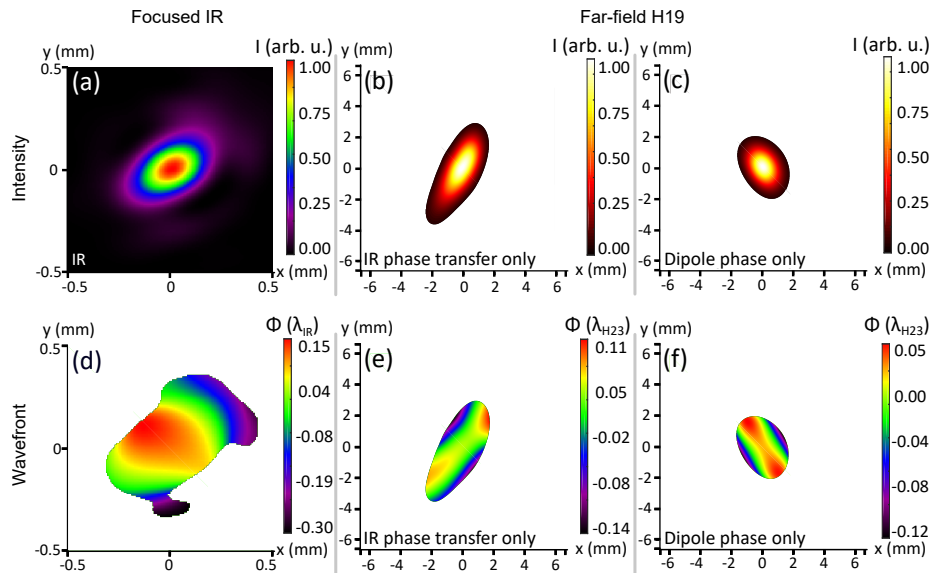 Focused IR
Far-field H19
Intensity
y (mm)
I (arb. u.)
(a)
0.5
0
-0.5
1.00
0.75
0.50
0.25
0.00
IR
x (mm)
-0.5 0 0.5
y (mm)
I (arb. u.)
(b)
6
4
2
0
-2
-4
-6
1.00
0.75
0.50
0.25
0.00
IR phase transfer only
x (mm)
-6 -4 -2 0 2 4 6
y (mm)
I (arb. u.)
(c)
6
4
2
0
-2
-4
-6
1.00
0.75
0.50
0.25
0.00
Dipole phase only
x (mm)
-6 -4 -2 0 2 4 6
Wavefront
y (mm)
Φ (λIR)
(d)
0.5
0
-0.5
0.15
0.04
-0.08
-0.19
-0.30
x (mm)
-0.5 0 0.5
y (mm)
Φ (λH23)
(e)
6
4
2
0
-2
-4
-6
0.11
0.05
-0.02
-0.08
-0.14
IR phase transfer only
x (mm)
-6 -4 -2 0 2 4 6
y (mm)
Φ (λH23)
(f)
6
4
2
0
-2
-4
-6
0.05
0.00
-0.04
-0.08
-0.12
Dipole phase only
x (mm)
-6 -4 -2 0 2 4 6